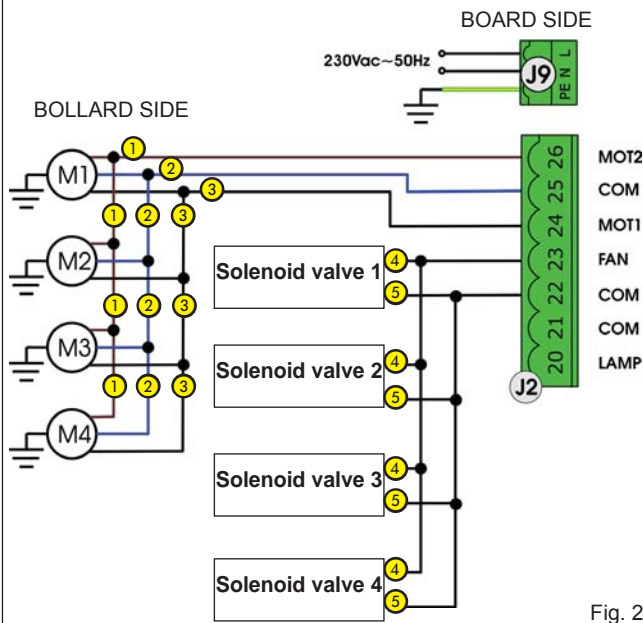 BOARD SIDE
230Vac~50Hz
J9
PE N L
BOLLARD SIDE
1
2
3
M1
26 MOT2
25 COM
24 MOT1
23 FAN
22 COM
21 COM
20 LAMP
J2
1 2 3
M2
1 2 3
M3
1 2 3
M4
Solenoid valve 1
4
5
Solenoid valve 2
4
5
Solenoid valve 3
4
5
Solenoid valve 4
4
5
Fig. 2